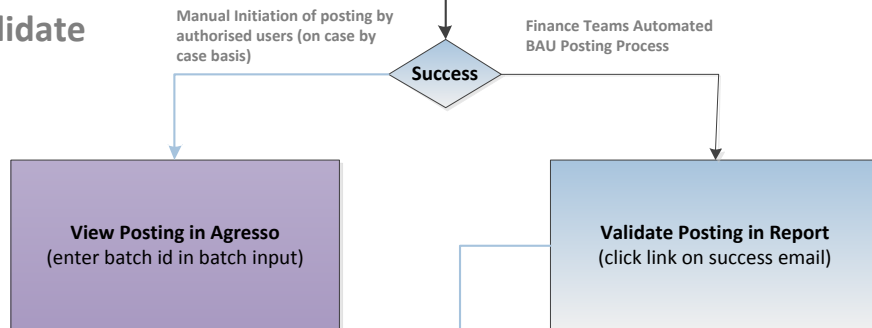 Manual Initiation of posting by
authorised users (on case by
case basis)
Finance Teams Automated
BAU Posting Process
Success
View Posting in Agresso
(enter batch id in batch input)
Validate Posting in Report
(click link on success email)